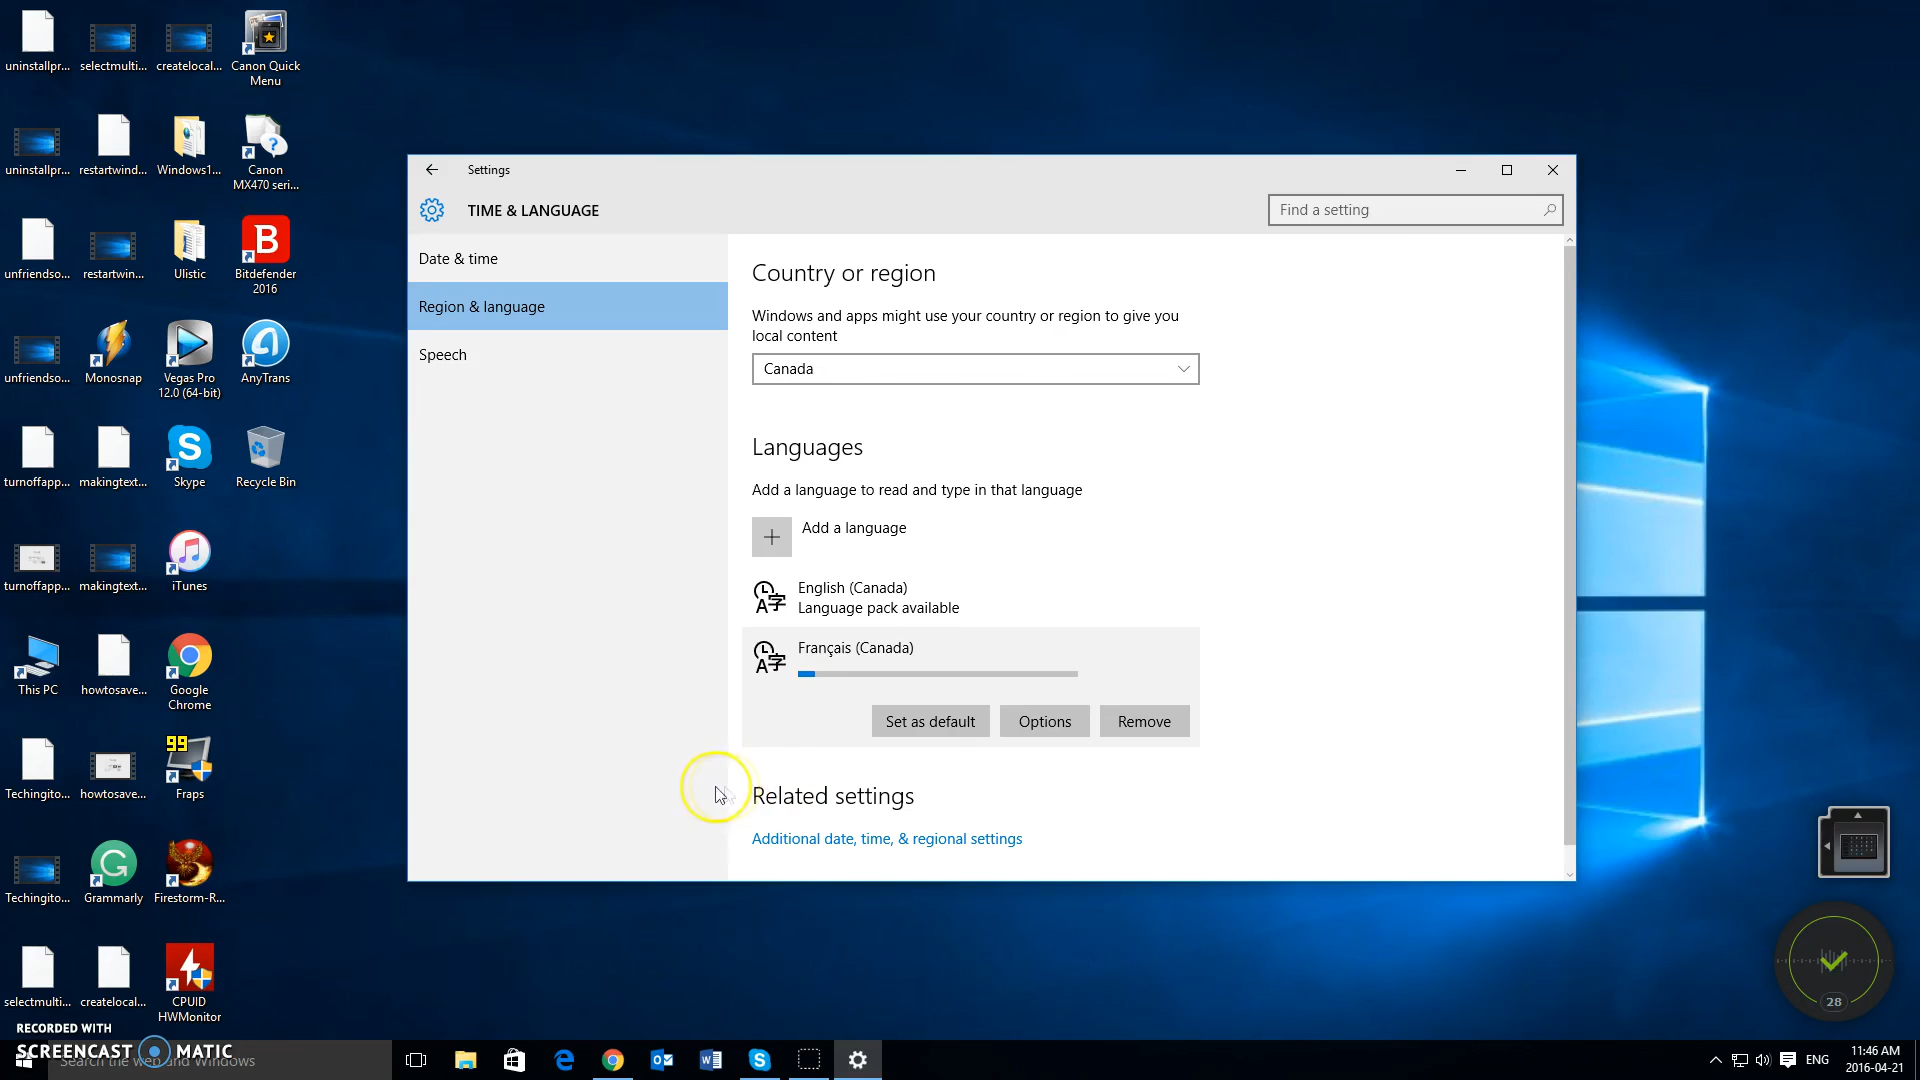 uninstallpr...
selectmulti...
createlocal...
Canon Quick
Menu
uninstallpr...
restartwind...
Windows1...
Canon
MX470 seri...
unfriendso...
restartwin...
Ulistic
Bitdefender
2016
unfriendso...
Monosnap
Vegas Pro
12.0 (64-bit)
AnyTrans
turnoffapp...
makingtext...
Skype
Recycle Bin
turnoffapp...
makingtext...
iTunes
This PC
howtosave...
Google
Chrome
Techingito...
howtosave...
99
Fraps
Techingito...
Grammarly
Firestorm-R...
selectmulti...
createlocal...
CPUID
HWMonitor
Settings
TIME & LANGUAGE
Find a setting
Date & time
Region & language
Speech
Country or region
Windows and apps might use your country or region to give you
local content
Canada
Languages
Add a language to read and type in that language
Add a language
English (Canada)
Language pack available
Français (Canada)
Set as default
Options
Remove
Related settings
Additional date, time, & regional settings
28
RECORDED WITH
SCREENCAST MATIC
Search the web and Windows
ENG
11:46 AM
2016-04-21